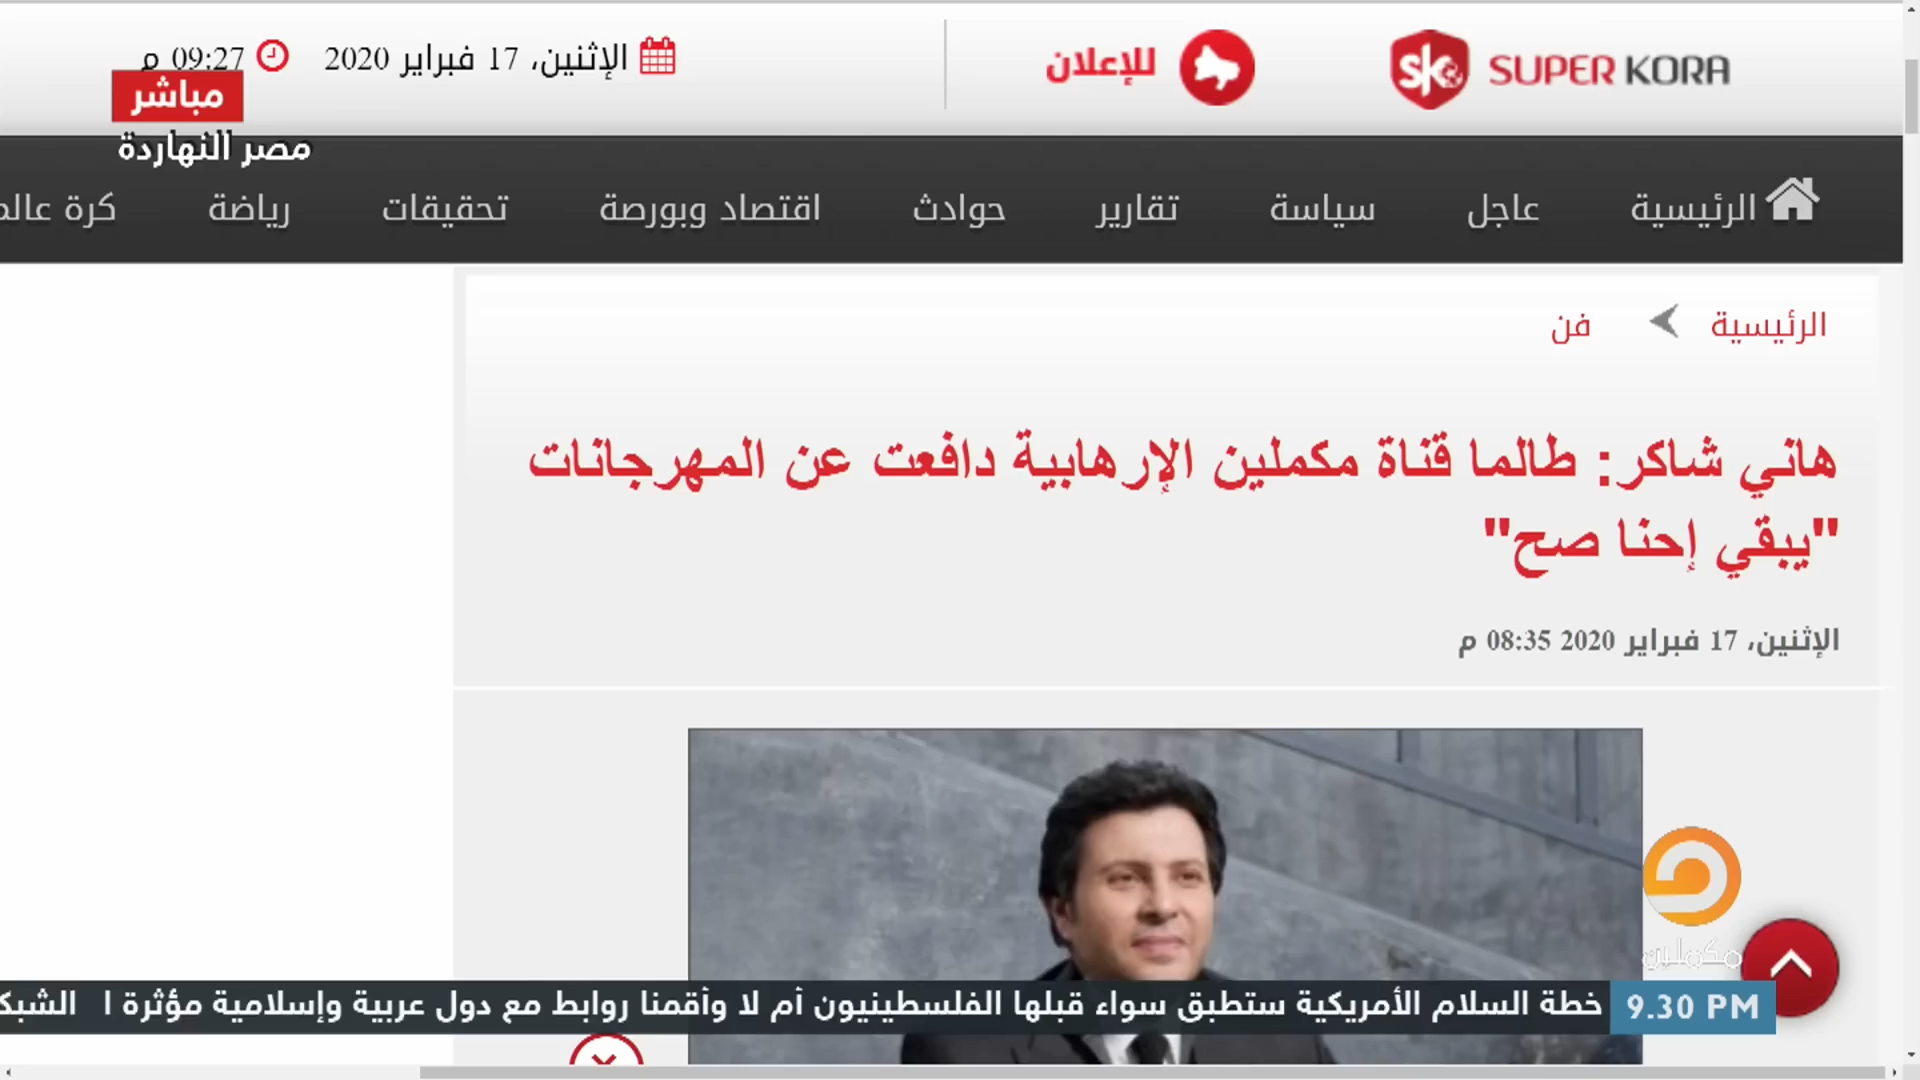 SUPER KORA
للإعلان
الإثنين، 17 فبراير 2020
09:27 م
مباشر
مصر النهاردة
الرئيسية
عاجل
سياسة
تقارير
حوادث
اقتصاد وبورصة
تحقيقات
رياضة
كرة
الرئيسية
فن
هاني شاكر: طالما قناة مكملين الإرهابية دافعت عن المهرجانات
"يبقي إحنا صح"
الإثنين، 17 فبراير 2020 08:35 م
مكملين
9.30 PM
خطة السلام الأمريكية ستطبق سواء قبلها الفلسطينيون أم لا وأقمنا روابط مع دول عربية وإسلامية مؤثرة ا